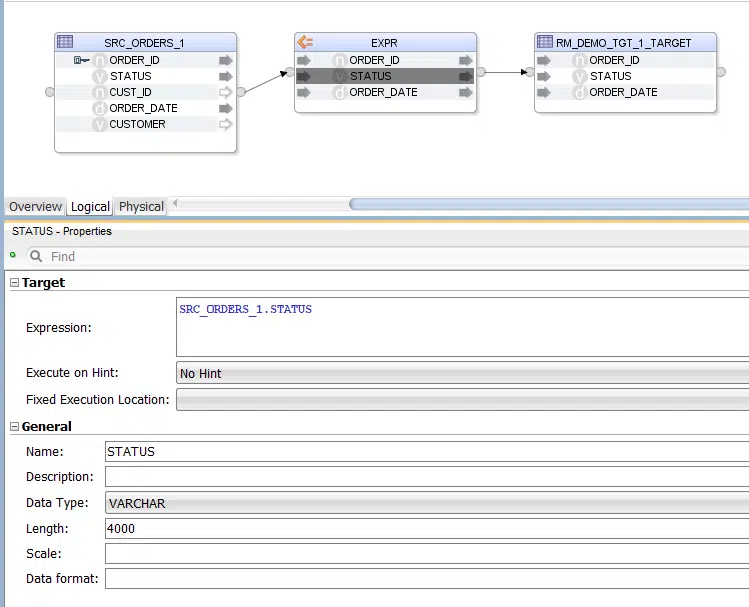 SRC_ORDERS_1
n ORDER_ID
v STATUS
n CUST_ID
d ORDER_DATE
v CUSTOMER
EXPR
n ORDER_ID
v STATUS
d ORDER_DATE
RM_DEMO_TGT_1_TARGET
n ORDER_ID
v STATUS
d ORDER_DATE
Overview Logical Physical
STATUS - Properties
Find
Target
Expression: SRC_ORDERS_1.STATUS
Execute on Hint: No Hint
Fixed Execution Location:
General
Name: STATUS
Description:
Data Type: VARCHAR
Length: 4000
Scale:
Data format: